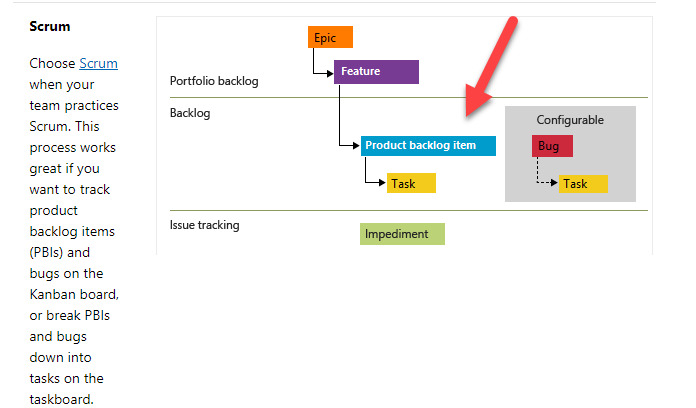 Scrum
Choose Scrum
when your
team practices
Scrum. This
process works
great if you
want to track
product
backlog items
(PBIs) and
bugs on the
Kanban board,
or break PBIs
and bugs
down into
tasks on the
taskboard.
Epic
Feature
Portfolio backlog
Backlog
Configurable
Product backlog item
Bug
Task
Task
Issue tracking
Impediment